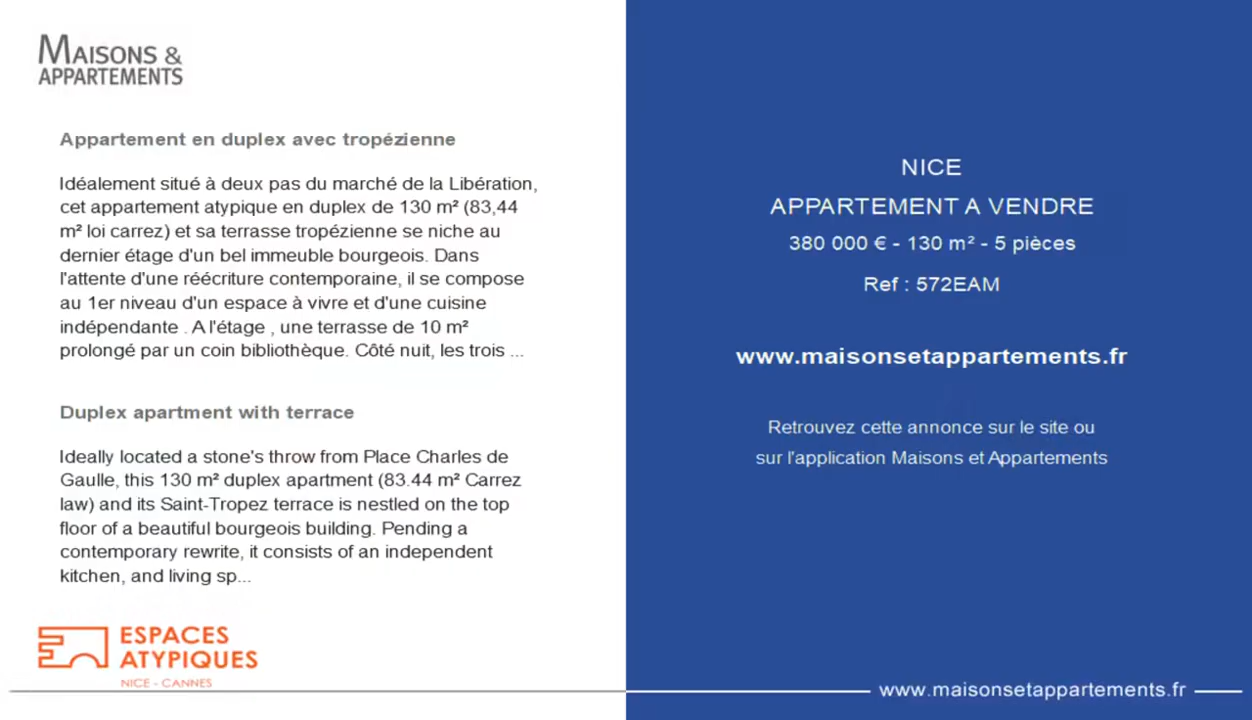 MAISONS &
APPARTEMENTS
Appartement en duplex avec tropézienne
Idéalement situé à deux pas du marché de la Libération,
cet appartement atypique en duplex de 130 m² (83,44
m² loi carrez) et sa terrasse tropézienne se niche au
dernier étage d'un bel immeuble bourgeois. Dans
l'attente d'une réécriture contemporaine, il se compose
au 1er niveau d'un espace à vivre et d'une cuisine
indépendante . A l'étage , une terrasse de 10 m²
prolongé par un coin bibliothèque. Côté nuit, les trois ...
Duplex apartment with terrace
Ideally located a stone's throw from Place Charles de
Gaulle, this 130 m² duplex apartment (83.44 m² Carrez
law) and its Saint-Tropez terrace is nestled on the top
floor of a beautiful bourgeois building. Pending a
contemporary rewrite, it consists of an independent
kitchen, and living sp...
ESPACES
ATYPIQUES
NICE - CANNES
NICE
APPARTEMENT A VENDRE
380 000 € - 130 m² - 5 pièces
Ref : 572EAM
www.maisonsetappartements.fr
Retrouvez cette annonce sur le site ou
sur l'application Maisons et Appartements
www.maisonsetappartements.fr